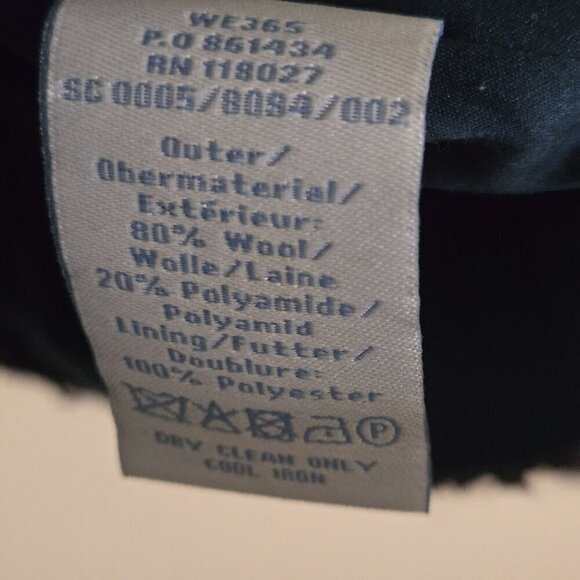 WE365
P.O 861434
RN 118027
SC 0005/8094/002
Outer/
Obermaterial/
Extérieur:
80% Wool/
Wolle/Laine
20% Polyamide/
Polyamid
Lining/Futter/
Doublure:
100% Polyester
P
DRY CLEAN ONLY
COOL IRON